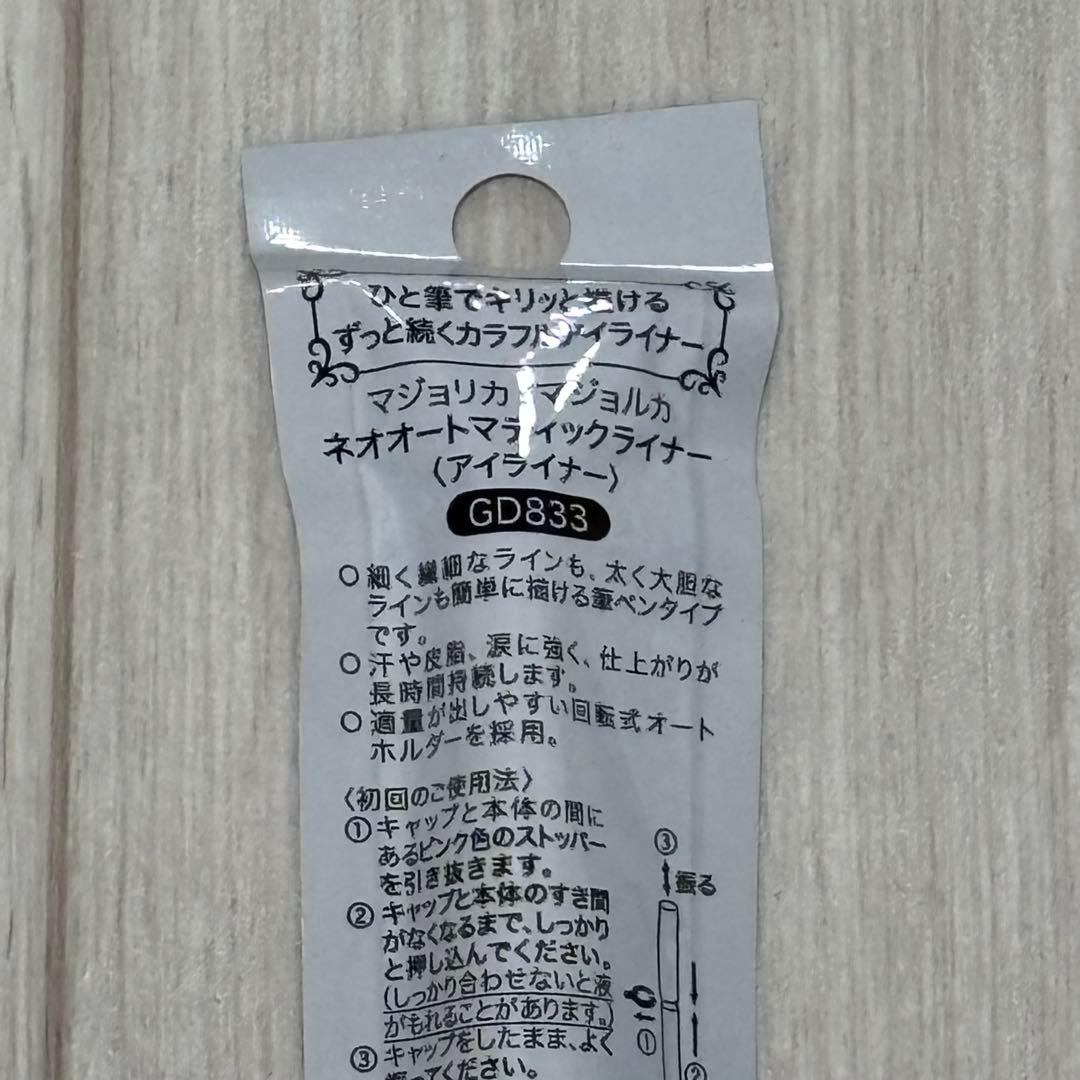 ひと筆でキリッと描ける
ずっと続くカラフルアイライナー
マジョリカ マジョルカ
ネオオートマティックライナー
(アイライナー)
GD833
○細く繊細なラインも、太く大胆な
ラインも簡単に描ける筆ペンタイプ
です。
○汗や皮脂、涙に強く、仕上がりが
長時間持続します。
○適量が出しやすい回転式オート
ホルダーを採用。
〈初回のご使用法〉
①キャップと本体の間に
あるピンク色のストッパー
を引き抜きます。
②キャップと本体のすき間
がなくなるまで、しっかり
と押し込んでください。
(しっかり合わせないと液
がもれることがあります。)
③キャップをしたまま、よく
振ってください。
③
振る
①
②